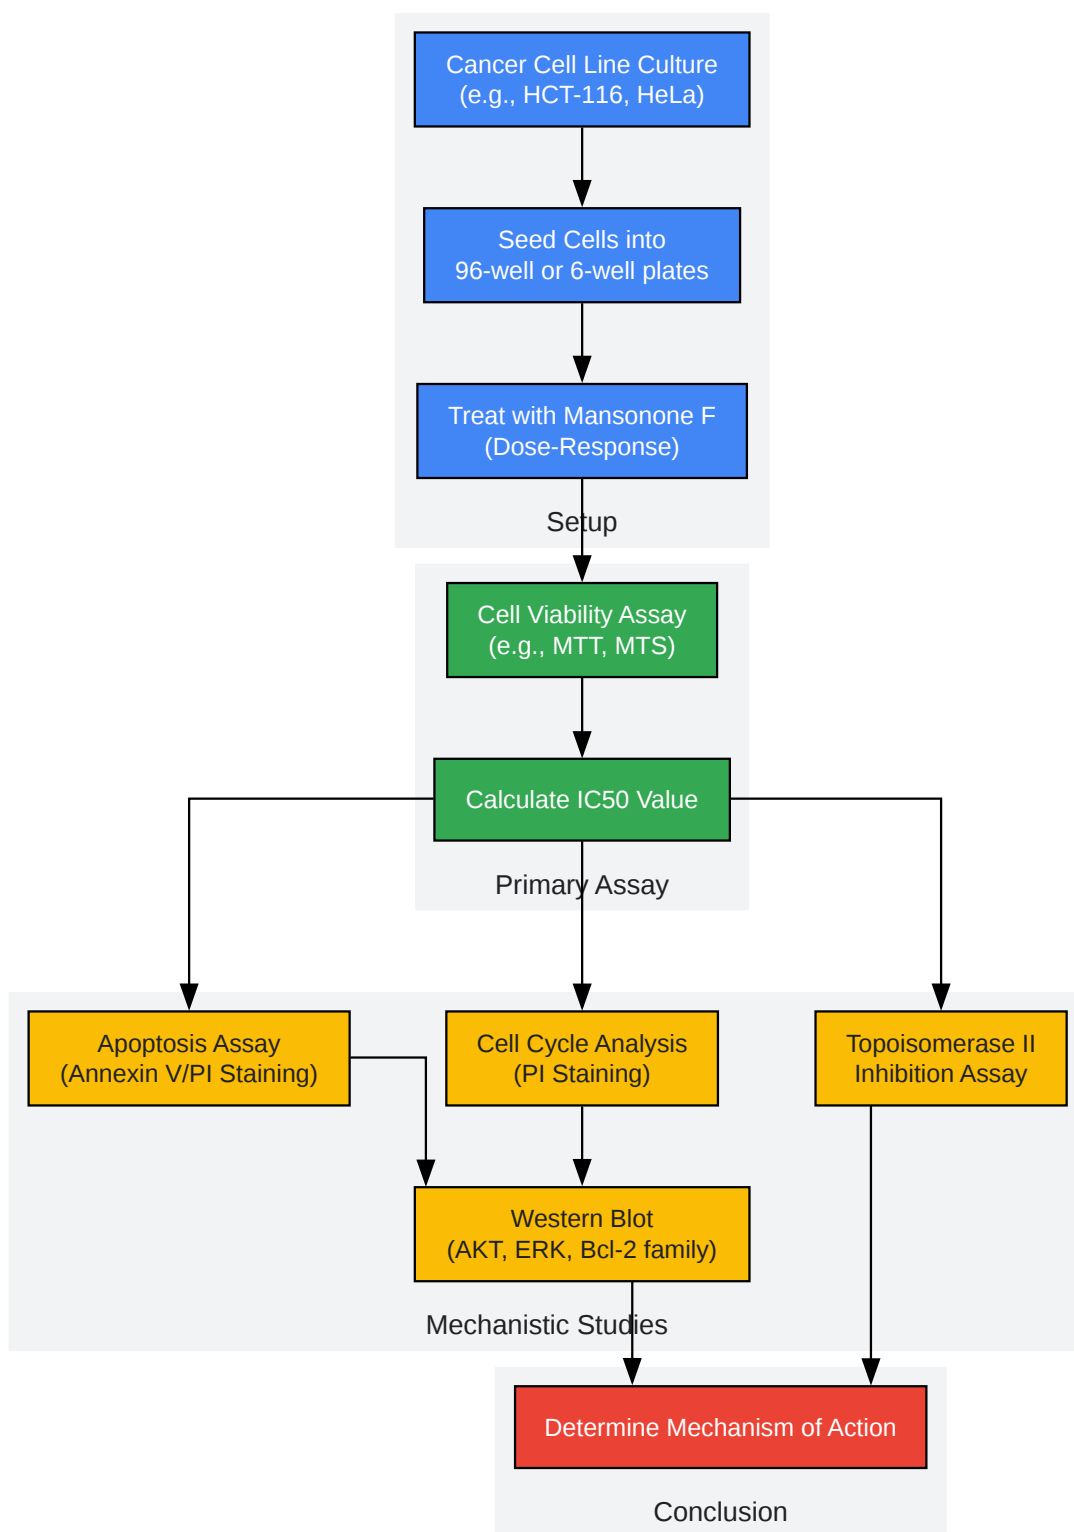 Cancer Cell Line Culture
(e.g., HCT-116, HeLa)
Seed Cells into
96-well or 6-well plates
Treat with Mansonone F
(Dose-Response)
Setup
Cell Viability Assay
(e.g., MTT, MTS)
Calculate IC50 Value
Primary Assay
Apoptosis Assay
(Annexin V/PI Staining)
Cell Cycle Analysis
(PI Staining)
Topoisomerase II
Inhibition Assay
Western Blot
(AKT, ERK, Bcl-2 family)
Mechanistic Studies
Determine Mechanism of Action
Conclusion